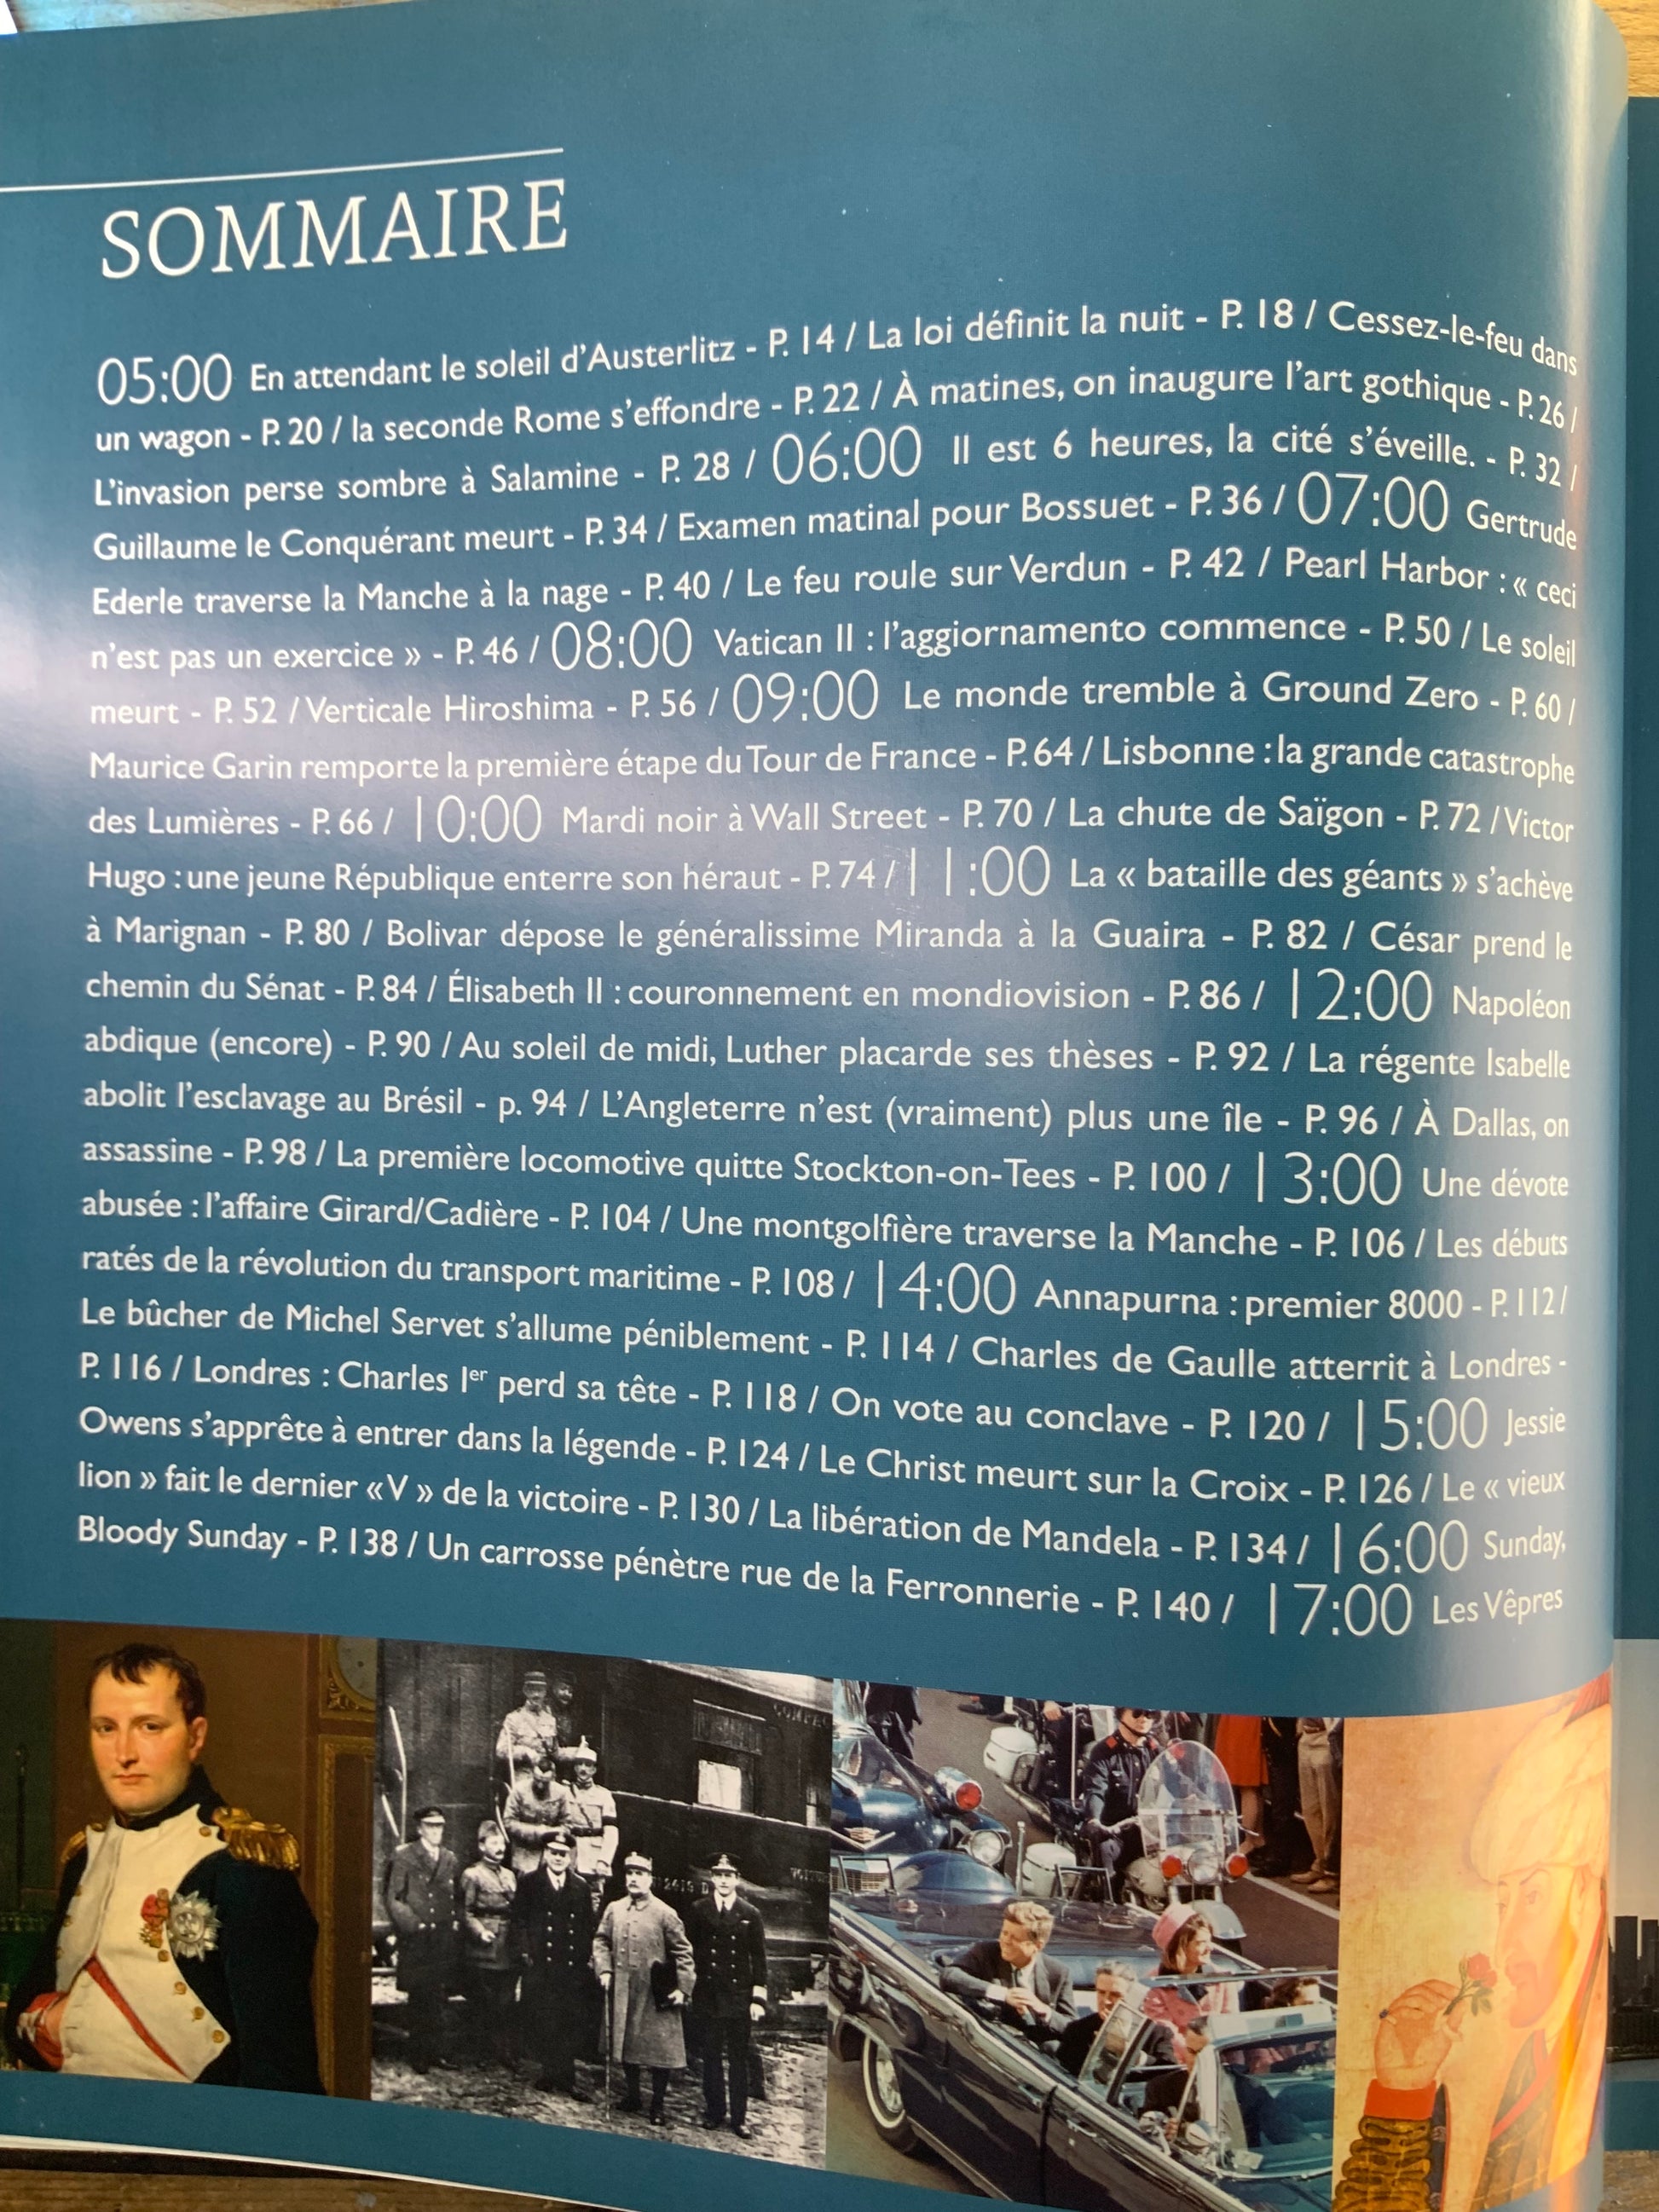 SOMMAIRE
05:00 En attendant le soleil d'Austerlitz - P. 14 / La loi définit la nuit - P. 18 / Cessez-le-feu dans
un wagon - P. 20 / la seconde Rome s'effondre - P. 22 / À matines, on inaugure l'art gothique - P. 26 /
L'invasion perse sombre à Salamine - P. 28 / 06:00 Il est 6 heures, la cité s'éveille. - P. 32 /
Guillaume le Conquérant meurt - P. 34 / Examen matinal pour Bossuet - P. 36 / 07:00 Gertrude
Ederle traverse la Manche à la nage - P. 40 / Le feu roule sur Verdun - P. 42 / Pearl Harbor : « ceci
n'est pas un exercice » - P. 46 / 08:00 Vatican II : l'aggiornamento commence - P. 50 / Le soleil
meurt - P. 52 / Verticale Hiroshima - P. 56 / 09:00 Le monde tremble à Ground Zero - P. 60 /
Maurice Garin remporte la première étape du Tour de France - P. 64 / Lisbonne : la grande catastrophe
des Lumières - P. 66 / 10:00 Mardi noir à Wall Street - P. 70 / La chute de Saïgon - P. 72 / Victor
Hugo : une jeune République enterre son héraut - P. 74 / 11:00 La « bataille des géants » s'achève
à Marignan - P. 80 / Bolivar dépose le généralissime Miranda à la Guaira - P. 82 / César prend le
chemin du Sénat - P. 84 / Élisabeth II : couronnement en mondiovision - P. 86 / 12:00 Napoléon
abdique (encore) - P. 90 / Au soleil de midi, Luther placarde ses thèses - P. 92 / La régente Isabelle
abolit l'esclavage au Brésil - p. 94 / L'Angleterre n'est (vraiment) plus une île - P. 96 / À Dallas, on
assassine - P. 98 / La première locomotive quitte Stockton-on-Tees - P. 100 / 13:00 Une dévote
abusée : l'affaire Girard/Cadière - P. 104 / Une montgolfière traverse la Manche - P. 106 / Les débuts
ratés de la révolution du transport maritime - P. 108 / 14:00 Annapurna : premier 8000 - P. 112 /
Le bûcher de Michel Servet s'allume péniblement - P. 114 / Charles de Gaulle atterrit à Londres -
P. 116 / Londres : Charles Ier perd sa tête - P. 118 / On vote au conclave - P. 120 / 15:00 Jessie
Owens s'apprête à entrer dans la légende - P. 124 / Le Christ meurt sur la Croix - P. 126 / Le « vieux
lion » fait le dernier « V » de la victoire - P. 130 / La libération de Mandela - P. 134 / 16:00 Sunday,
Bloody Sunday - P. 138 / Un carrosse pénètre rue de la Ferronnerie - P. 140 / 17:00 Les Vêpres
2419 D